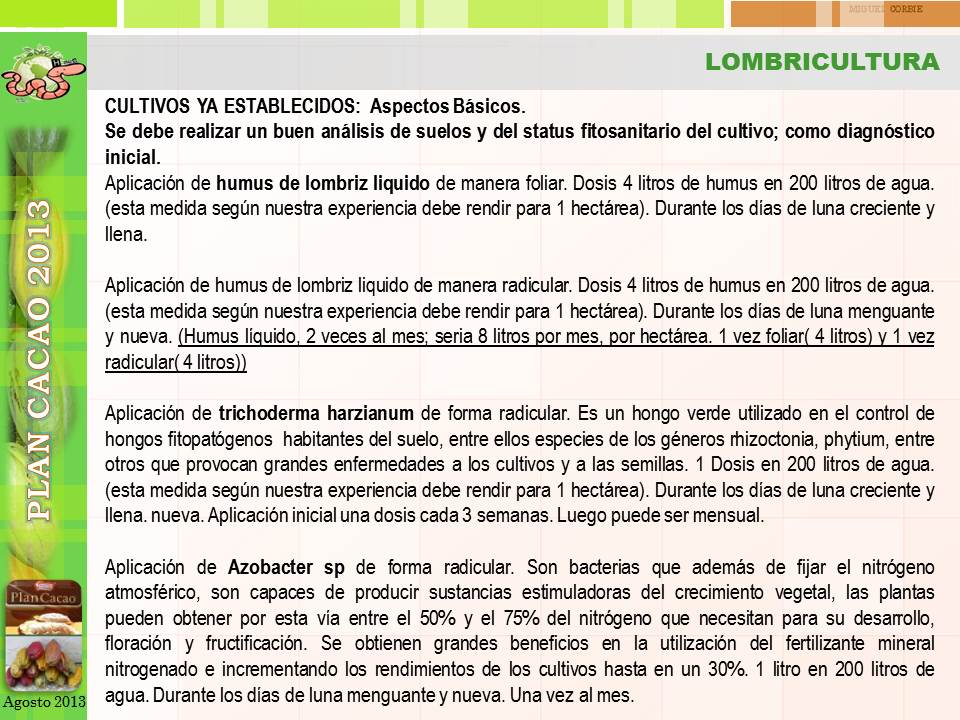 MIGUEL CORBIE
LOMBRICULTURA
CULTIVOS YA ESTABLECIDOS: Aspectos Básicos.
Se debe realizar un buen análisis de suelos y del status fitosanitario del cultivo; como diagnóstico
inicial.
Aplicación de humus de lombriz liquido de manera foliar. Dosis 4 litros de humus en 200 litros de agua.
(esta medida según nuestra experiencia debe rendir para 1 hectárea). Durante los días de luna creciente y
llena.
Aplicación de humus de lombriz liquido de manera radicular. Dosis 4 litros de humus en 200 litros de agua.
(esta medida según nuestra experiencia debe rendir para 1 hectárea). Durante los días de luna menguante
y nueva. (Humus líquido, 2 veces al mes; seria 8 litros por mes, por hectárea. 1 vez foliar( 4 litros) y 1 vez
radicular( 4 litros))
Aplicación de trichoderma harzianum de forma radicular. Es un hongo verde utilizado en el control de
hongos fitopatógenos habitantes del suelo, entre ellos especies de los géneros rhizoctonia, phytium, entre
otros que provocan grandes enfermedades a los cultivos y a las semillas. 1 Dosis en 200 litros de agua.
(esta medida según nuestra experiencia debe rendir para 1 hectárea). Durante los días de luna creciente y
llena. nueva. Aplicación inicial una dosis cada 3 semanas. Luego puede ser mensual.
Aplicación de Azobacter sp de forma radicular. Son bacterias que además de fijar el nitrógeno
atmosférico, son capaces de producir sustancias estimuladoras del crecimiento vegetal, las plantas
pueden obtener por esta vía entre el 50% y el 75% del nitrógeno que necesitan para su desarrollo,
floración y fructificación. Se obtienen grandes beneficios en la utilización del fertilizante mineral
nitrogenado e incrementando los rendimientos de los cultivos hasta en un 30%. 1 litro en 200 litros de
agua. Durante los días de luna menguante y nueva. Una vez al mes.
PLAN CACAO 2013
Plan Cacao
Agosto 2013